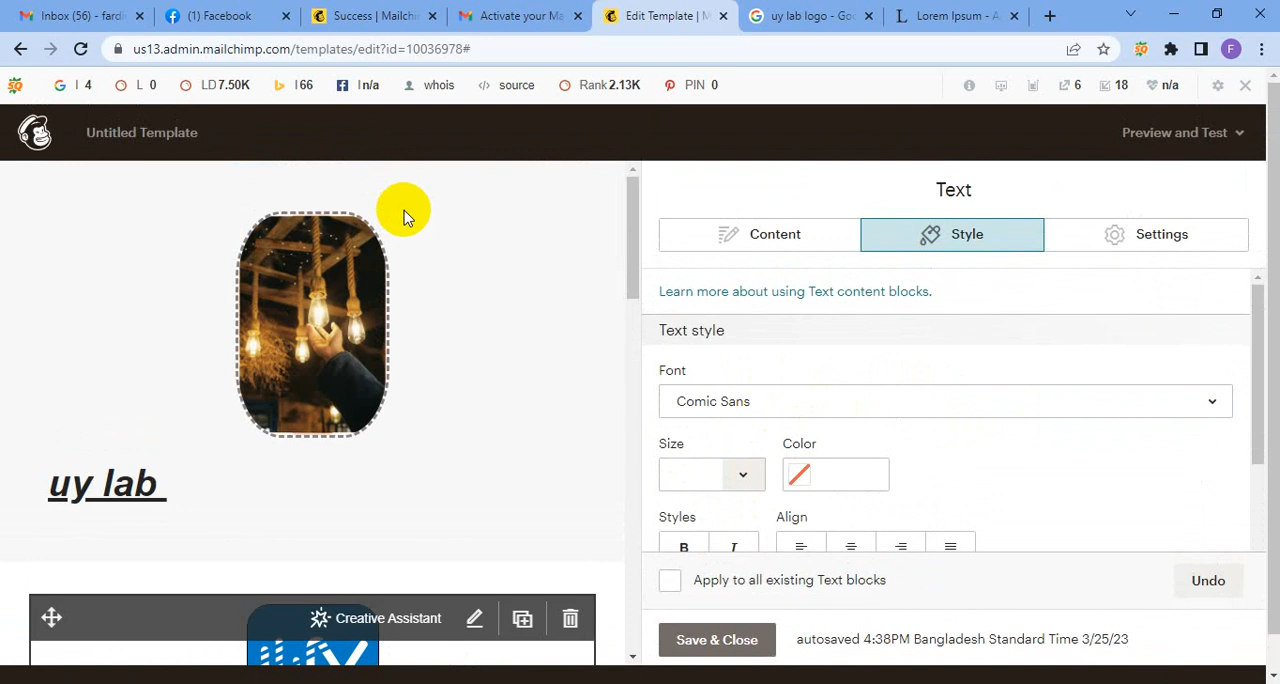 Inbox (56) - fardi
(1) Facebook
Success | Mailchi
Activate your Ma
Edit Template | M
uy lab logo - Goo
Lorem Ipsum - A
us13.admin.mailchimp.com/templates/edit?id=10036978#
F
I 4
L 0
LD 7.50K
I 66
I n/a
whois
source
Rank 2.13K
PIN 0
6
18
n/a
Untitled Template
Preview and Test
Text
Content
Style
Settings
Learn more about using Text content blocks.
Text style
Font
Comic Sans
Size
Color
Styles
Align
B
I
uy lab
Apply to all existing Text blocks
Undo
Creative Assistant
Save & Close
autosaved 4:38PM Bangladesh Standard Time 3/25/23